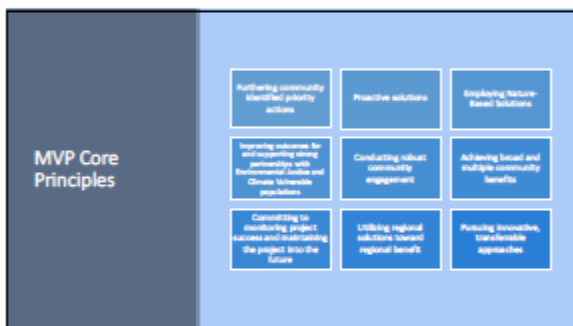 MVP Core
Principles
Furthering community
identified priority
actions
Proactive solutions
Employing Nature-
Based Solutions
Improving outcomes for
and supporting strong
partnerships with
Environmental Justice and
Climate Vulnerable
populations
Conducting robust
community
engagement
Achieving broad and
multiple community
benefits
Committing to
monitoring project
success and maintaining
the project into the
future
Utilizing regional
solutions toward
regional benefit
Pursuing innovative,
transferrable
approaches